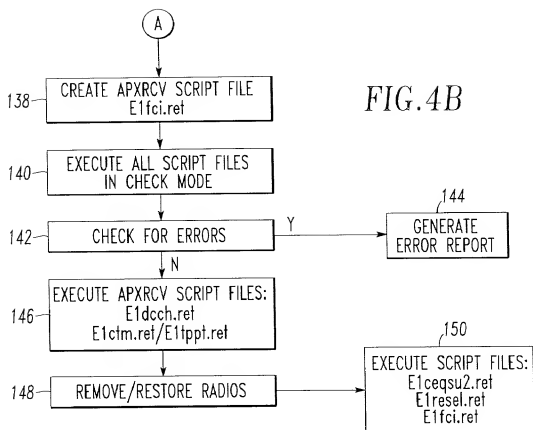 A
138
CREATE APXRCV SCRIPT FILE
E1fci.ret
FIG.4B
140
EXECUTE ALL SCRIPT FILES
IN CHECK MODE
142
CHECK FOR ERRORS
Y
144
GENERATE
ERROR REPORT
N
146
EXECUTE APXRCV SCRIPT FILES:
E1dcch.ret
E1ctm.ret/E1tppt.ret
148
REMOVE/RESTORE RADIOS
150
EXECUTE SCRIPT FILES:
E1ceqsu2.ret
E1resel.ret
E1fci.ret